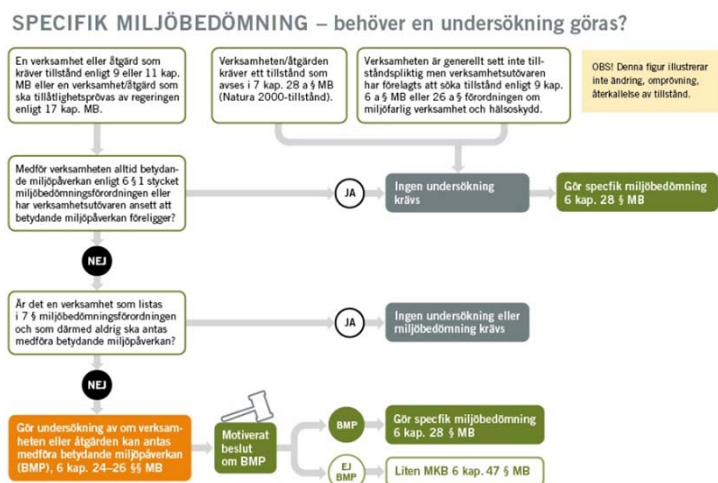 SPECIFIK MILJÖBEDÖMNING – behöver en undersökning göras?
En verksamhet eller åtgärd som
kräver tillstånd enligt 9 eller 11 kap.
MB eller en verksamhet/åtgärd som
ska tillåtlighetsprövas av regeringen
enligt 17 kap. MB.
Verksamheten/åtgärden
kräver ett tillstånd som
avses i 7 kap. 28 a § MB
(Natura 2000-tillstånd).
Verksamheten är generellt sett inte till-
ståndspliktig men verksamhetsutövaren
har förelagts att söka tillstånd enligt 9 kap.
6 a § MB eller 26 a § förordningen om
miljöfarlig verksamhet och hälsoskydd.
OBS! Denna figur illustrerar
inte ändring, omprövning,
återkallelse av tillstånd.
Medför verksamheten alltid betydan-
de miljöpåverkan enligt 6 § 1 stycket
miljöbedömningsförordningen eller
har verksamhetsutövaren ansett att
betydande miljöpåverkan föreligger?
JA
Ingen undersökning
krävs
Gör specfik miljöbedömning
6 kap. 28 § MB
NEJ
Är det en verksamhet som listas
i 7 § miljöbedömningsförordningen
och som därmed aldrig ska antas
medföra betydande miljöpåverkan?
JA
Ingen undersökning eller
miljöbedömning krävs
NEJ
Gör undersökning av om verksam-
heten eller åtgärden kan antas
medföra betydande miljöpåverkan
(BMP), 6 kap. 24–26 §§ MB
Motiverat
beslut
om BMP
BMP
Gör specfik miljöbedömning
6 kap. 28 § MB
EJ
BMP
Liten MKB 6 kap. 47 § MB